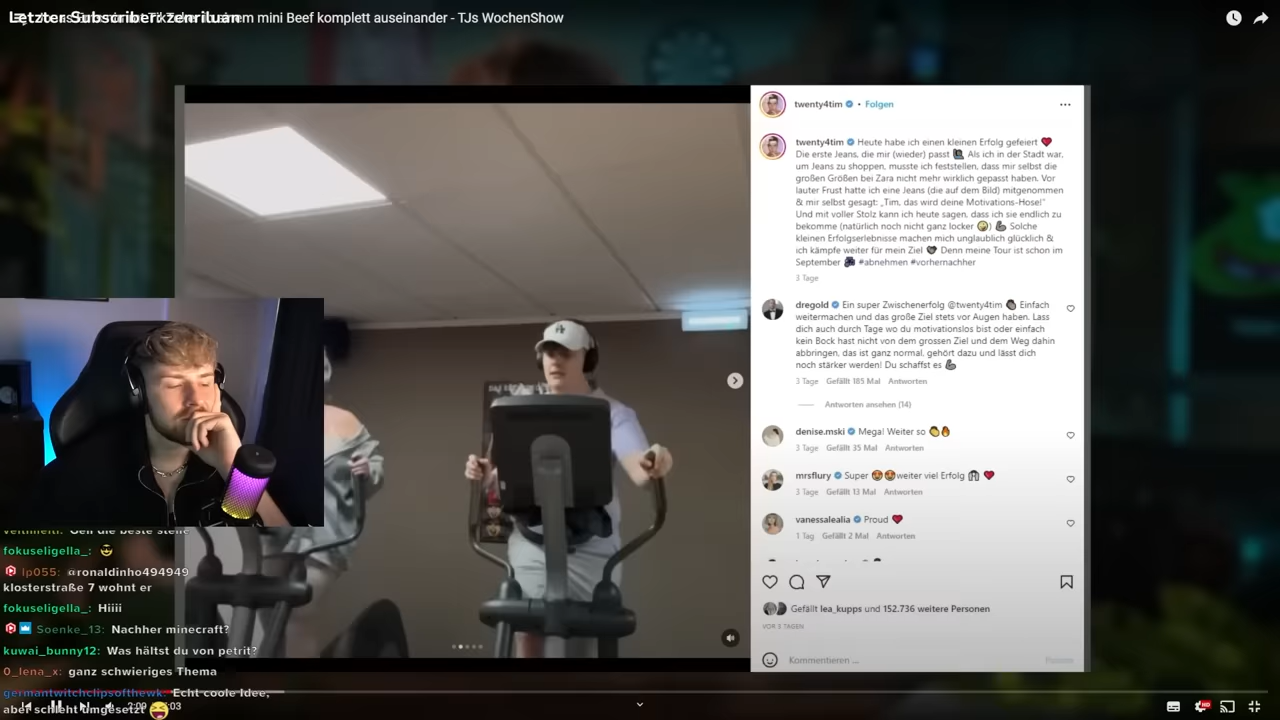 Letzter Subscriber: zenriluam
mini Beef komplett auseinander - TJs WochenShow
twenty4tim • Folgen
twenty4tim Heute habe ich einen kleinen Erfolg gefeiert ❤️
Die erste Jeans, die mir (wieder) passt Als ich in der Stadt war,
um Jeans zu shoppen, musste ich feststellen, dass mir selbst die
großen Größen bei Zara nicht mehr wirklich gepasst haben. Vor
lauter Frust hatte ich eine Jeans (die auf dem Bild) mitgenommen
& mir selbst gesagt: „Tim, das wird deine Motivations-Hose!"
Und mit voller Stolz kann ich heute sagen, dass ich sie endlich zu
bekomme (natürlich noch nicht ganz locker ) 💪 Solche
kleinen Erfolgserlebnisse machen mich unglaublich glücklich &
ich kämpfe weiter für mein Ziel Denn meine Tour ist schon im
September #abnehmen #vorhernachher
3 Tage
dregold Ein super Zwischenerfolg @twenty4tim Einfach
weitermachen und das große Ziel stets vor Augen haben. Lass
dich auch durch Tage wo du motivationslos bist oder einfach
kein Bock hast nicht von dem grossen Ziel und dem Weg dahin
abbringen, das ist ganz normal, gehört dazu und lässt dich
noch stärker werden! Du schaffst es 💪
3 Tage Gefällt 185 Mal Antworten
Antworten ansehen (14)
denise.mski Mega! Weiter so 👏🔥
3 Tage Gefällt 35 Mal Antworten
mrsflury Super 😍😍weiter viel Erfolg ❤️
3 Tage Gefällt 13 Mal Antworten
vanessalealia Proud ❤️
1 Tag Gefällt 2 Mal Antworten
Gefällt lea_kupps und 152.736 weitere Personen
VOR 3 TAGEN
Kommentieren ...
Geil die beste stelle
fokuseligella_: 😎
lp055: @ronaldinho494949
klosterstraße 7 wohnt er
fokuseligella_: Hiiii
Soenke_13: Nachher minecraft?
kuwai_bunny12: Was hältst du von petrit?
0_lena_x: ganz schwieriges Thema
germantwitchclipsofthewk: Echt coole Idee,
aber schleht umgesetzt 😂
2:09
HD